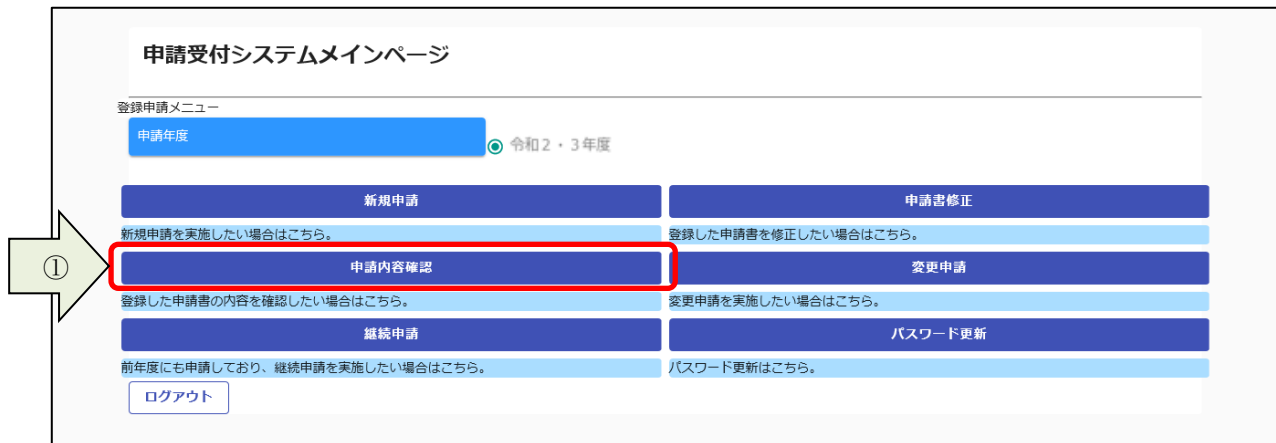 申請受付システムメインページ
登録申請メニュー
申請年度
令和2・3年度
新規申請
申請書修正
新規申請を実施したい場合はこちら。
登録した申請書を修正したい場合はこちら。
①
申請内容確認
変更申請
登録した申請書の内容を確認したい場合はこちら。
変更申請を実施したい場合はこちら。
継続申請
パスワード更新
前年度にも申請しており、継続申請を実施したい場合はこちら。
パスワード更新はこちら。
ログアウト